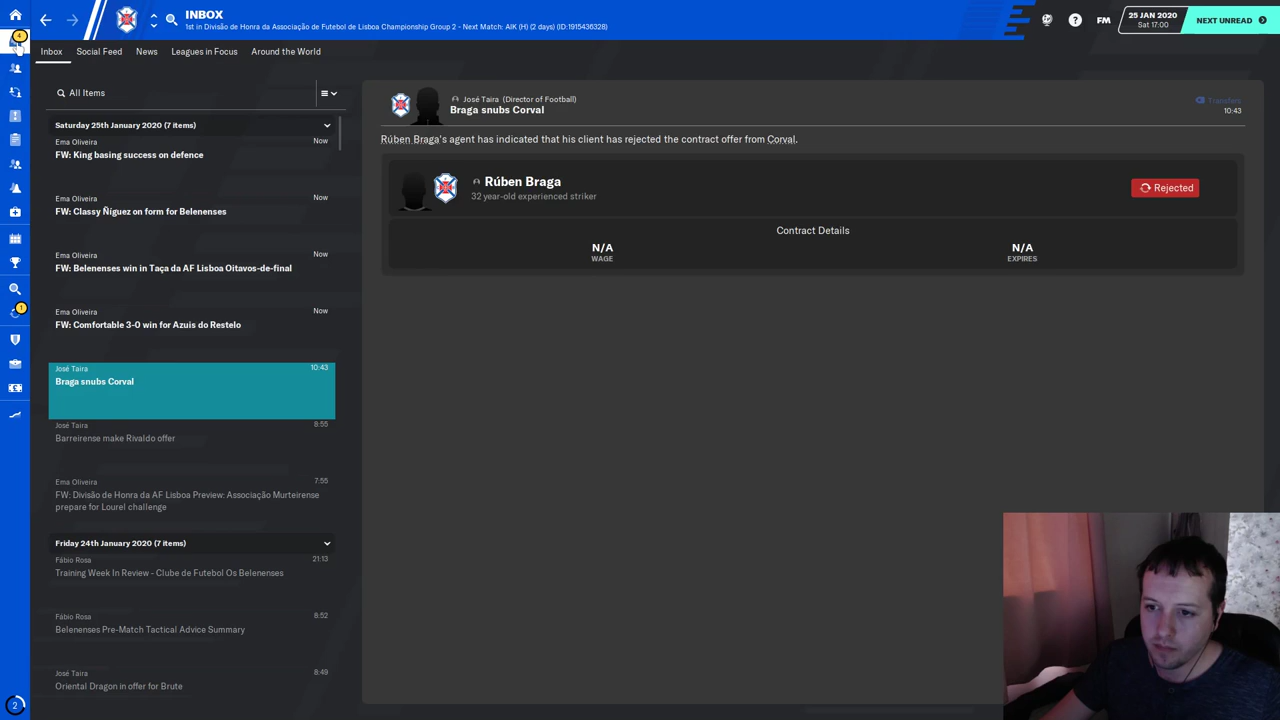 4
INBOX
1st in Divisão de Honra da Associação de Futebol de Lisboa Championship Group 2 - Next Match: AIK (H) (2 days) (ID:1915436328)
FM
25 JAN 2020
Sat 17:00
NEXT UNREAD
Inbox
Social Feed
News
Leagues in Focus
Around the World
All Items
Saturday 25th January 2020 (7 items)
Ema Oliveira
Now
FW: King basing success on defence
Ema Oliveira
Now
FW: Classy Ñíguez on form for Belenenses
Ema Oliveira
Now
FW: Belenenses win in Taça da AF Lisboa Oitavos-de-final
Ema Oliveira
Now
FW: Comfortable 3-0 win for Azuis do Restelo
José Taira
10:43
Braga snubs Corval
José Taira
8:55
Barreirense make Rivaldo offer
Ema Oliveira
7:55
FW: Divisão de Honra da AF Lisboa Preview: Associação Murteirense
prepare for Lourel challenge
Friday 24th January 2020 (7 items)
Fábio Rosa
21:13
Training Week In Review - Clube de Futebol Os Belenenses
Fábio Rosa
8:52
Belenenses Pre-Match Tactical Advice Summary
José Taira
8:49
Oriental Dragon in offer for Brute
1
2
José Taira (Director of Football)
Braga snubs Corval
Transfers
10:43
Rúben Braga's agent has indicated that his client has rejected the contract offer from Corval.
Rúben Braga
32 year-old experienced striker
Rejected
Contract Details
N/A
WAGE
N/A
EXPIRES